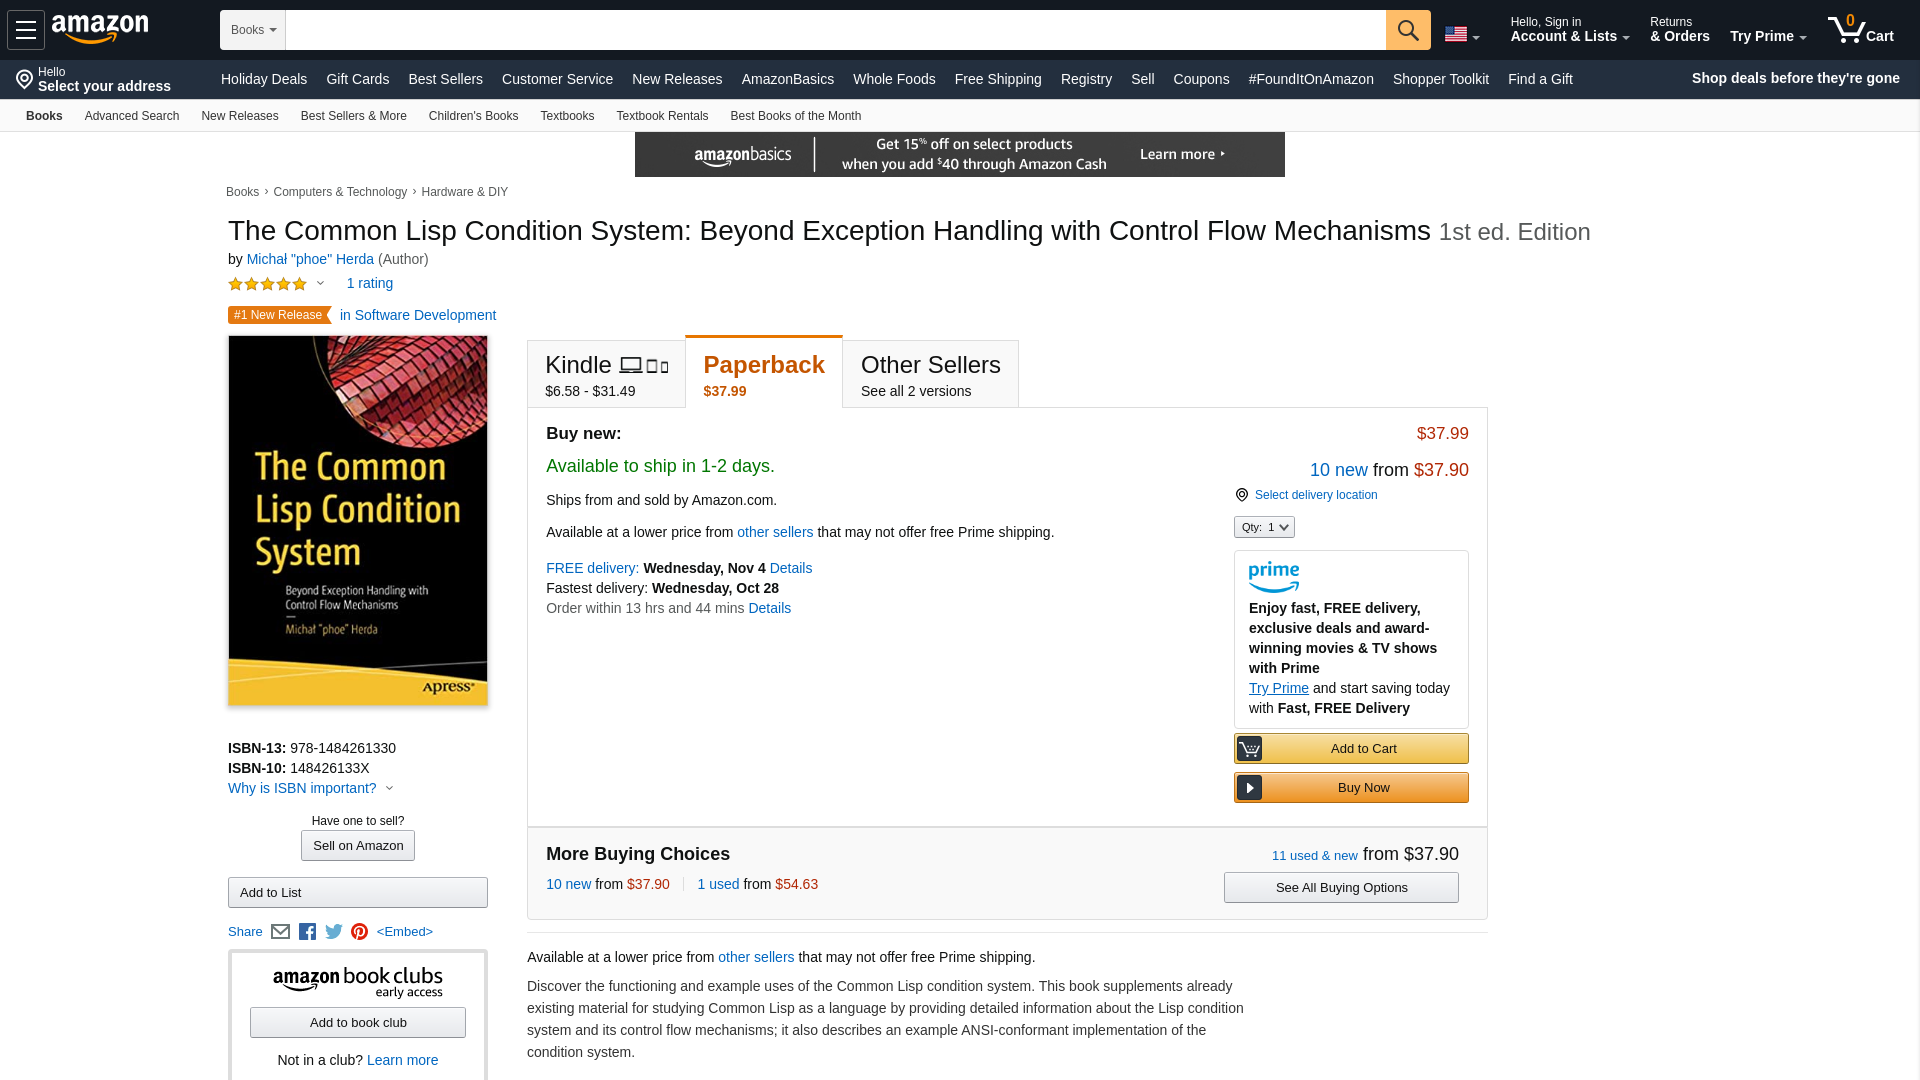 amazon
Books
Hello, Sign in
Account & Lists
Returns
& Orders
Try Prime
0
Cart
Hello
Select your address
Holiday Deals Gift Cards Best Sellers Customer Service New Releases AmazonBasics Whole Foods Free Shipping Registry Sell Coupons #FoundItOnAmazon Shopper Toolkit Find a Gift
Shop deals before they're gone
Books Advanced Search New Releases Best Sellers & More Children's Books Textbooks Textbook Rentals Best Books of the Month
amazonbasics
Get 15% off on select products
when you add $40 through Amazon Cash
Learn more ▸
Books › Computers & Technology › Hardware & DIY
The Common Lisp Condition System: Beyond Exception Handling with Control Flow Mechanisms 1st ed. Edition
by Michał "phoe" Herda (Author)
1 rating
#1 New Release in Software Development
The Common
Lisp Condition
System
Beyond Exception Handling with
Control Flow Mechanisms
—
Michał "phoe" Herda
Apress®
ISBN-13: 978-1484261330
ISBN-10: 148426133X
Why is ISBN important?
Have one to sell?
Sell on Amazon
Add to List
Share <Embed>
amazon book clubs
early access
Add to book club
Not in a club? Learn more
Kindle
$6.58 - $31.49
Paperback
$37.99
Other Sellers
See all 2 versions
Buy new:
$37.99
Available to ship in 1-2 days.
10 new from $37.90
Ships from and sold by Amazon.com.
Select delivery location
Available at a lower price from other sellers that may not offer free Prime shipping.
Qty: 1
FREE delivery: Wednesday, Nov 4 Details
Fastest delivery: Wednesday, Oct 28
Order within 13 hrs and 44 mins Details
prime
Enjoy fast, FREE delivery,
exclusive deals and award-
winning movies & TV shows
with Prime
Try Prime and start saving today
with Fast, FREE Delivery
Add to Cart
Buy Now
More Buying Choices
11 used & new from $37.90
10 new from $37.90 1 used from $54.63
See All Buying Options
Available at a lower price from other sellers that may not offer free Prime shipping.
Discover the functioning and example uses of the Common Lisp condition system. This book supplements already
existing material for studying Common Lisp as a language by providing detailed information about the Lisp condition
system and its control flow mechanisms; it also describes an example ANSI-conformant implementation of the
condition system.